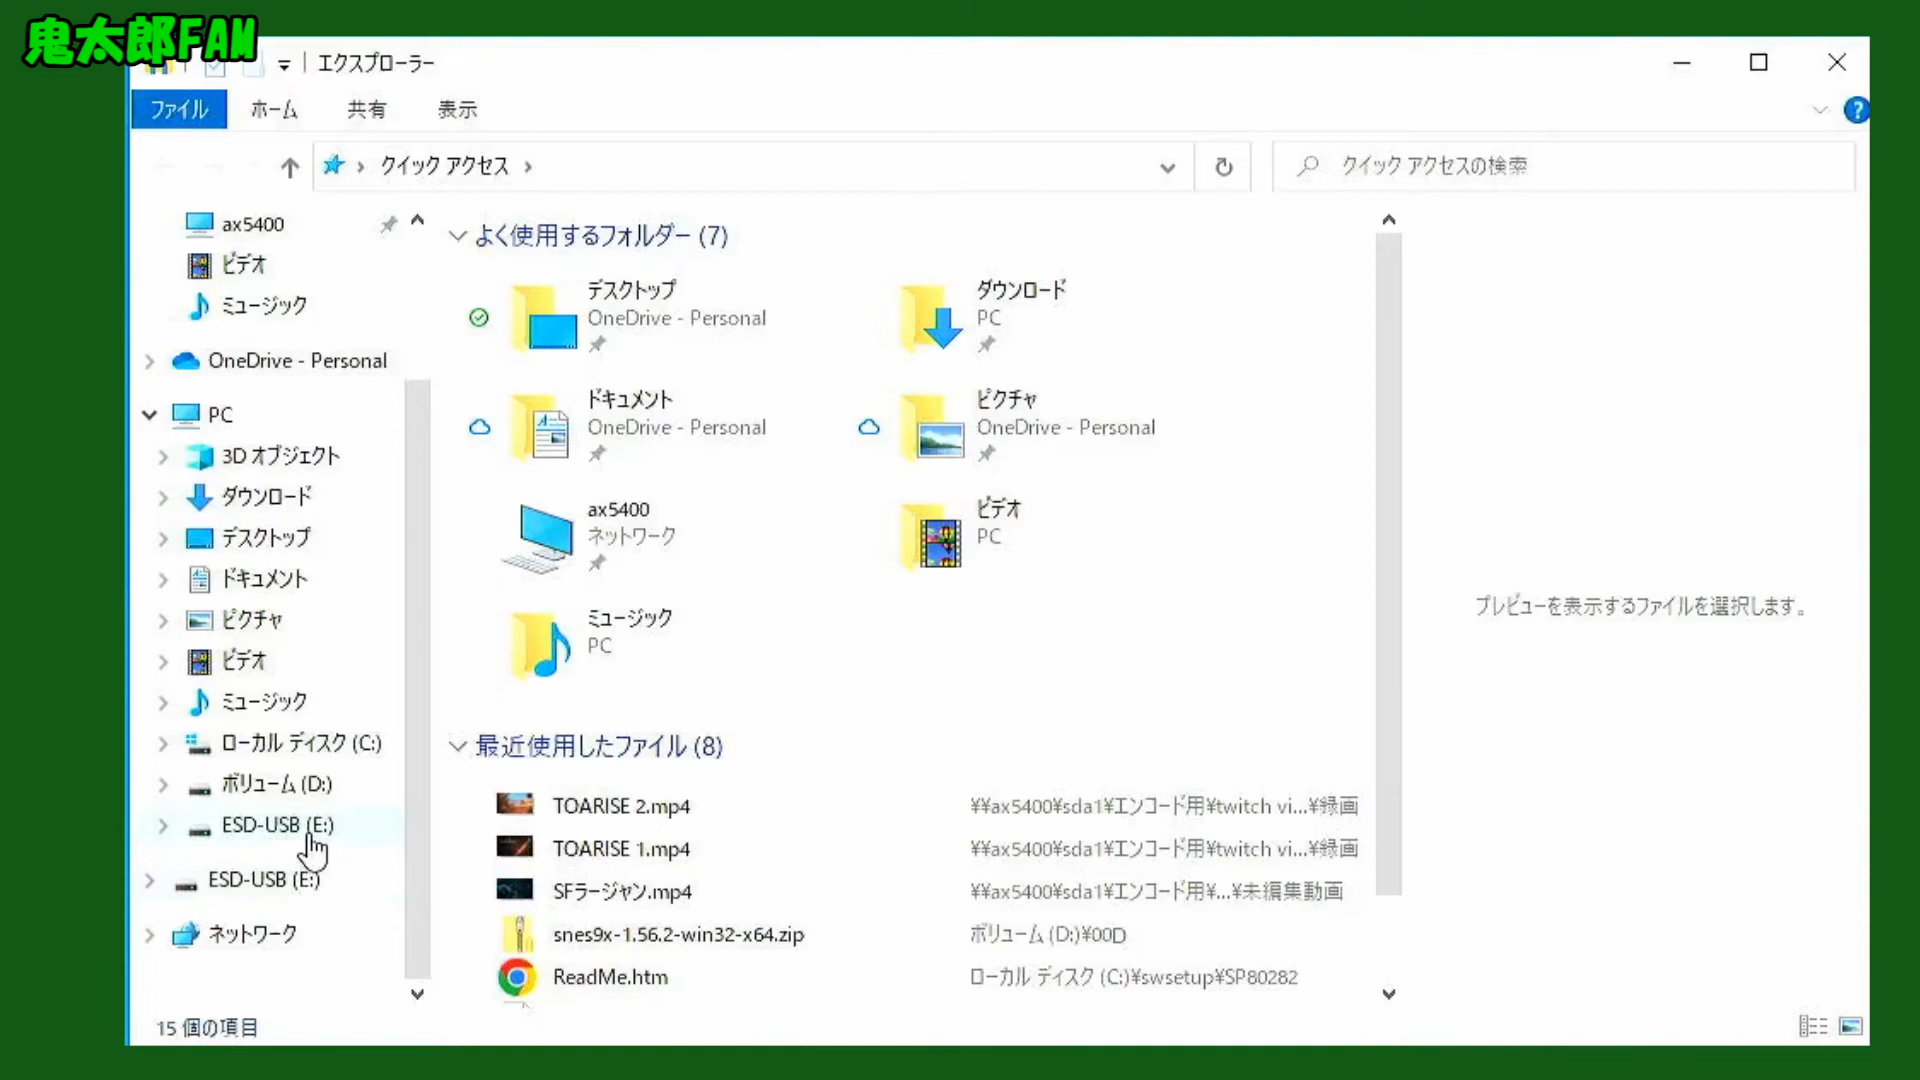 鬼太郎FAM
エクスプローラー
ファイル ホーム 共有 表示
クイック アクセス
クイック アクセスの検索
ax5400
ビデオ
ミュージック
OneDrive - Personal
PC
3D オブジェクト
ダウンロード
デスクトップ
ドキュメント
ピクチャ
ビデオ
ミュージック
ローカル ディスク (C:)
ボリューム (D:)
ESD-USB (E:)
ESD-USB (E:)
ネットワーク
よく使用するフォルダー (7)
デスクトップ
OneDrive - Personal
ダウンロード
PC
ドキュメント
OneDrive - Personal
ピクチャ
OneDrive - Personal
ax5400
ネットワーク
ビデオ
PC
ミュージック
PC
最近使用したファイル (8)
TOARISE 2.mp4 ¥¥ax5400¥sda1¥エンコード用¥twitch vi...¥録画
TOARISE 1.mp4 ¥¥ax5400¥sda1¥エンコード用¥twitch vi...¥録画
SFラージャン.mp4 ¥¥ax5400¥sda1¥エンコード用¥...¥未編集動画
snes9x-1.56.2-win32-x64.zip ボリューム (D:)¥00D
ReadMe.htm ローカル ディスク (C:)¥swsetup¥SP80282
プレビューを表示するファイルを選択します。
15 個の項目